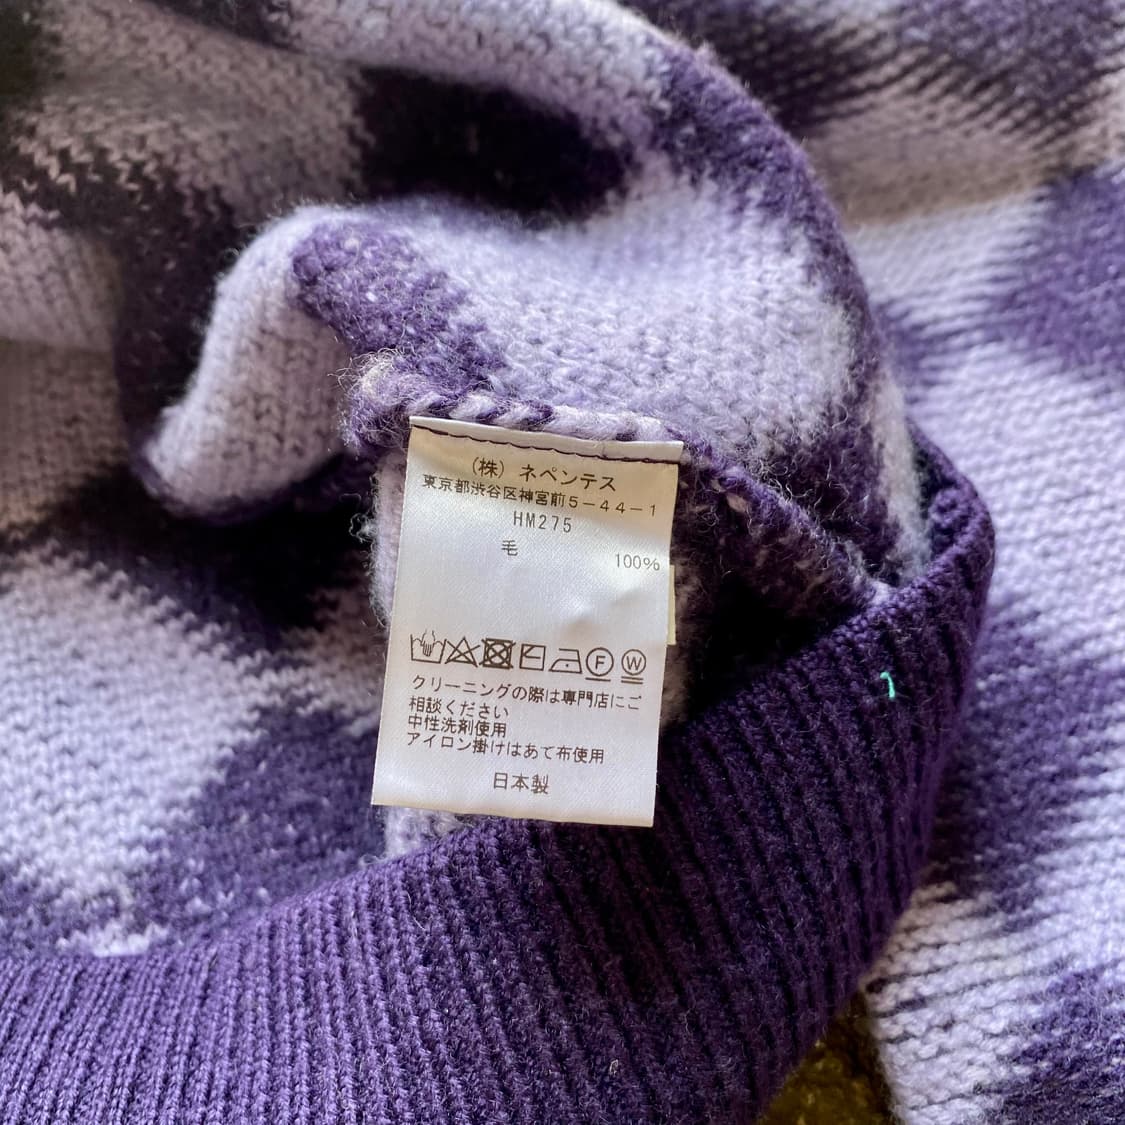 (株) ネペンテス
東京都渋谷区神宮前5-44-1
HM275
毛 100%
F W
クリーニングの際は専門店にご
相談ください
中性洗剤使用
アイロン掛けはあて布使用
日本製